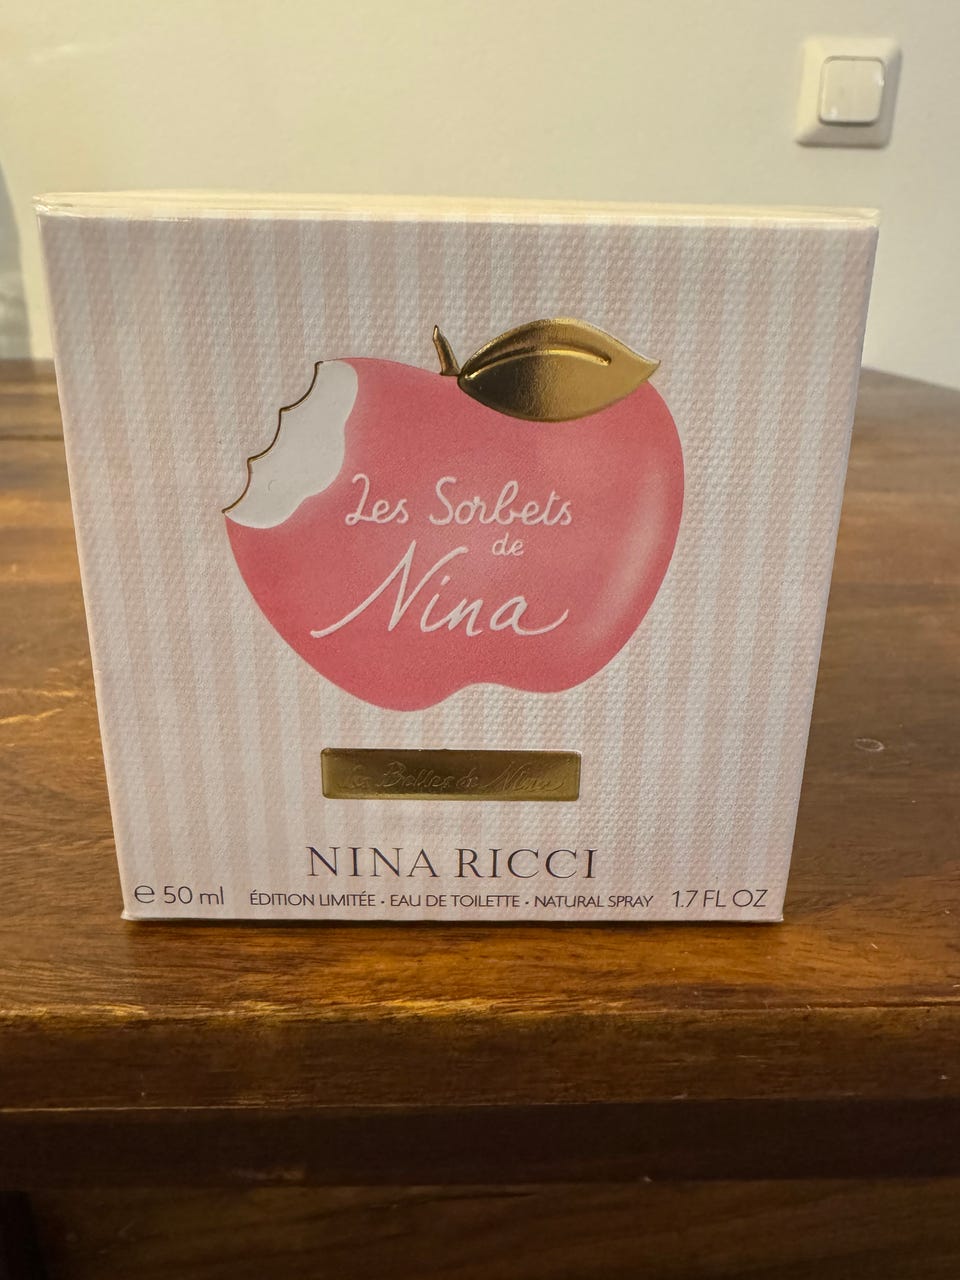 Les Sorbets
de
Nina
Les Belles de Nina
NINA RICCI
e 50 ml ÉDITION LIMITÉE • EAU DE TOILETTE • NATURAL SPRAY 1.7 FL OZ